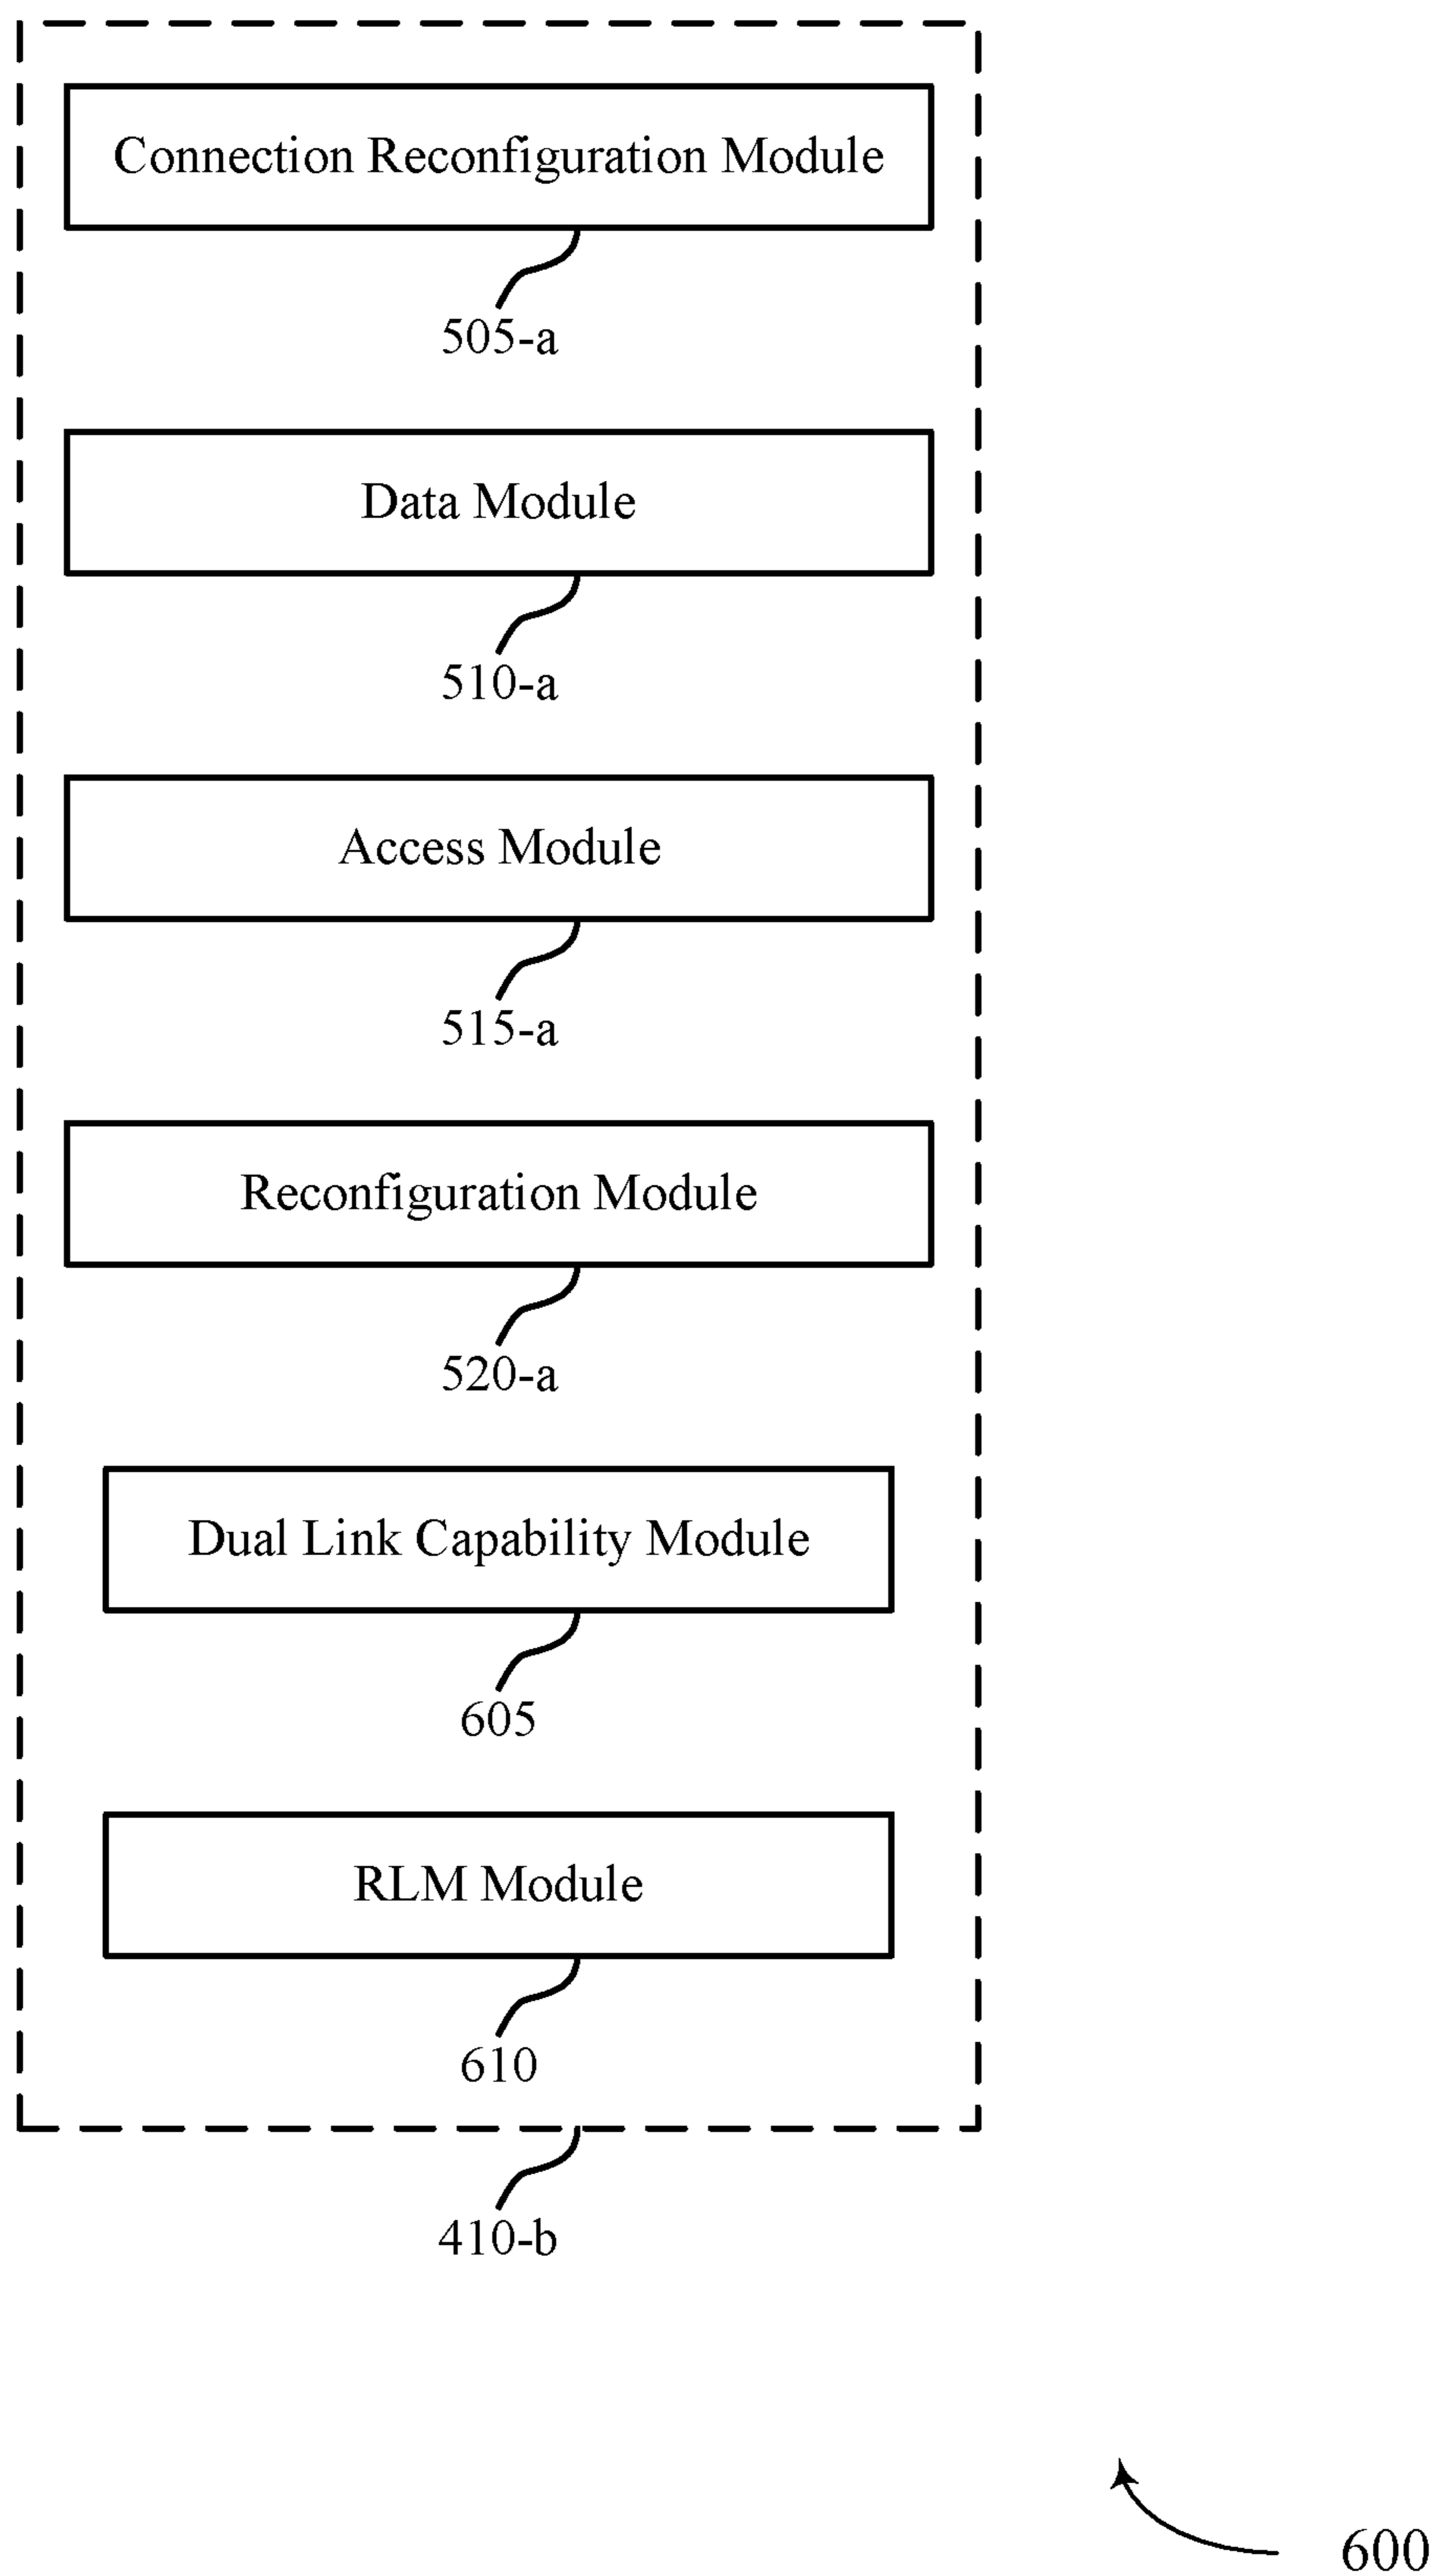 Connection Reconfiguration Module
505-a
Data Module
510-a
Access Module
515-a
Reconfiguration Module
520-a
Dual Link Capability Module
605
RLM Module
610
410-b
600